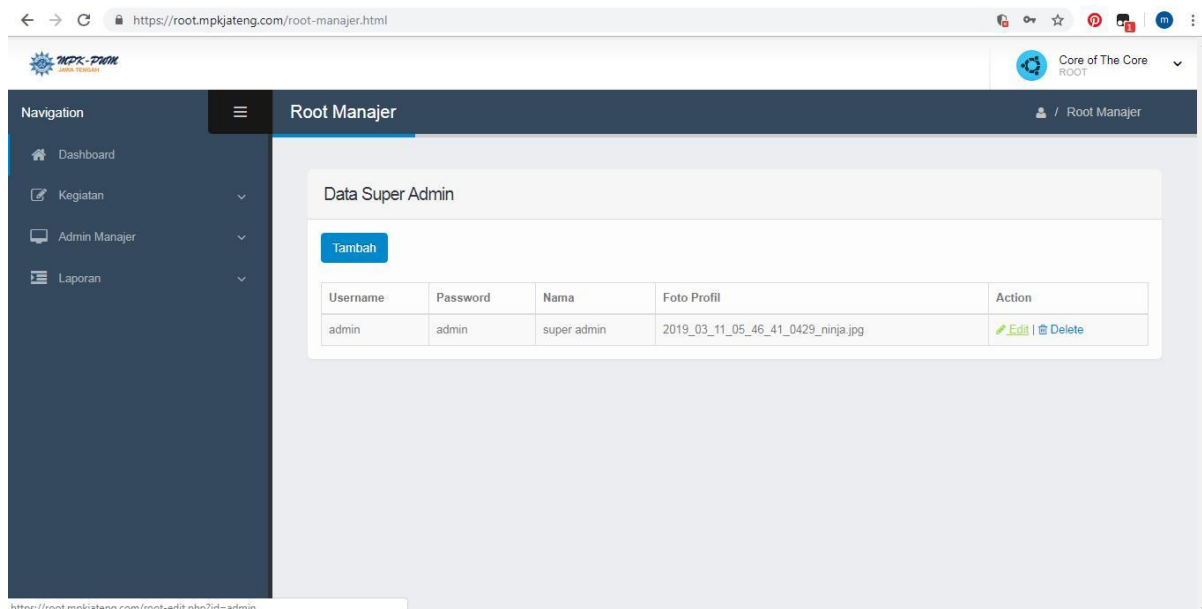 https://root.mpkjateng.com/root-manajer.html
1
m
MPK-PWM
JAWA TENGAH
Core of The Core
ROOT
Navigation
Root Manajer
/ Root Manajer
Dashboard
Kegiatan
Admin Manajer
Laporan
Data Super Admin
Tambah
Username Password Nama Foto Profil Action
admin admin super admin 2019_03_11_05_46_41_0429_ninja.jpg Edit | Delete
https://root.mpkjateng.com/root-edit.php?id=admin